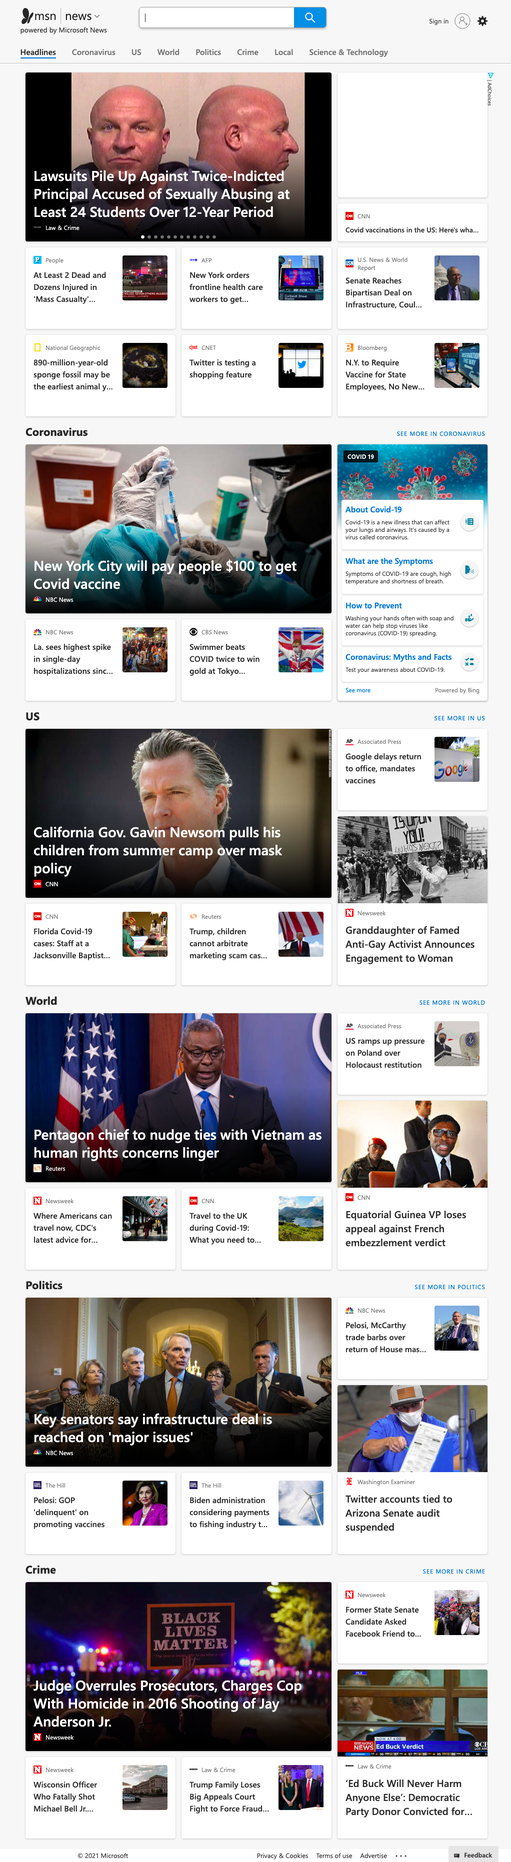 msn | news
powered by Microsoft News
Sign in
Headlines Coronavirus US World Politics Crime Local Science & Technology
Lawsuits Pile Up Against Twice-Indicted
Principal Accused of Sexually Abusing at
Least 24 Students Over 12-Year Period
Law & Crime
AdChoices
CNN
Covid vaccinations in the US: Here's wha...
People
At Least 2 Dead and
Dozens Injured in
'Mass Casualty'...
AFP
New York orders
frontline health care
workers to get...
U.S. News & World
Report
Senate Reaches
Bipartisan Deal on
Infrastructure, Coul...
National Geographic
890-million-year-old
sponge fossil may be
the earliest animal y...
CNET
Twitter is testing a
shopping feature
Bloomberg
N.Y. to Require
Vaccine for State
Employees, No New...
Coronavirus
SEE MORE IN CORONAVIRUS
New York City will pay people $100 to get
Covid vaccine
NBC News
COVID 19
About Covid-19
Covid-19 is a new illness that can affect
your lungs and airways. It's caused by a
virus called coronavirus.
What are the Symptoms
Symptoms of COVID-19 are cough, high
temperature and shortness of breath.
How to Prevent
Washing your hands often with soap and
water can help stop viruses like
coronavirus (COVID-19) spreading.
Coronavirus: Myths and Facts
Test your awareness about COVID-19.
See more Powered by Bing
NBC News
La. sees highest spike
in single-day
hospitalizations sinc...
CBS News
Swimmer beats
COVID twice to win
gold at Tokyo...
US
SEE MORE IN US
California Gov. Gavin Newsom pulls his
children from summer camp over mask
policy
CNN
Associated Press
Google delays return
to office, mandates
vaccines
Google
IS UPON
YOU!
Newsweek
Granddaughter of Famed
Anti-Gay Activist Announces
Engagement to Woman
CNN
Florida Covid-19
cases: Staff at a
Jacksonville Baptist...
Reuters
Trump, children
cannot arbitrate
marketing scam cas...
World
SEE MORE IN WORLD
Pentagon chief to nudge ties with Vietnam as
human rights concerns linger
Reuters
Associated Press
US ramps up pressure
on Poland over
Holocaust restitution
CNN
Equatorial Guinea VP loses
appeal against French
embezzlement verdict
Newsweek
Where Americans can
travel now, CDC's
latest advice for...
CNN
Travel to the UK
during Covid-19:
What you need to...
Politics
SEE MORE IN POLITICS
Key senators say infrastructure deal is
reached on 'major issues'
NBC News
NBC News
Pelosi, McCarthy
trade barbs over
return of House mas...
Washington Examiner
Twitter accounts tied to
Arizona Senate audit
suspended
The Hill
Pelosi: GOP
'delinquent' on
promoting vaccines
The Hill
Biden administration
considering payments
to fishing industry t...
Crime
SEE MORE IN CRIME
BLACK
LIVES
MATTER
Judge Overrules Prosecutors, Charges Cop
With Homicide in 2016 Shooting of Jay
Anderson Jr.
Newsweek
Newsweek
Former State Senate
Candidate Asked
Facebook Friend to...
BREAKING
NEWS
Ed Buck Verdict
Law & Crime
'Ed Buck Will Never Harm
Anyone Else': Democratic
Party Donor Convicted for...
Newsweek
Wisconsin Officer
Who Fatally Shot
Michael Bell Jr....
Law & Crime
Trump Family Loses
Big Appeals Court
Fight to Force Fraud...
© 2021 Microsoft Privacy & Cookies Terms of use Advertise ... Feedback